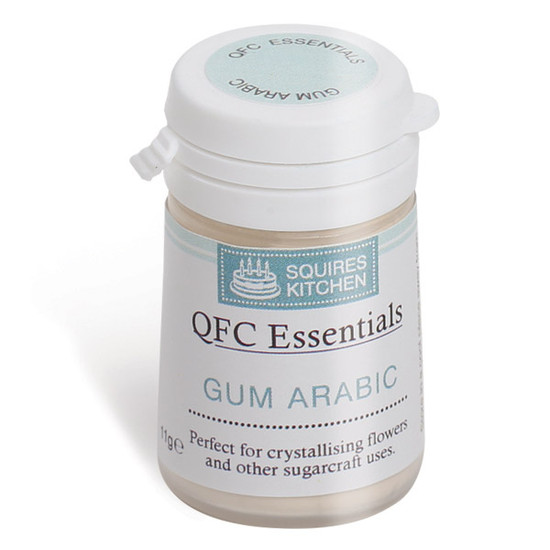 QFC ESSENTIALS
GUM ARABIC
SQUIRES
KITCHEN
QFC Essentials
GUM ARABIC
11g℮
Perfect for crystallising flowers
and other sugarcraft uses.